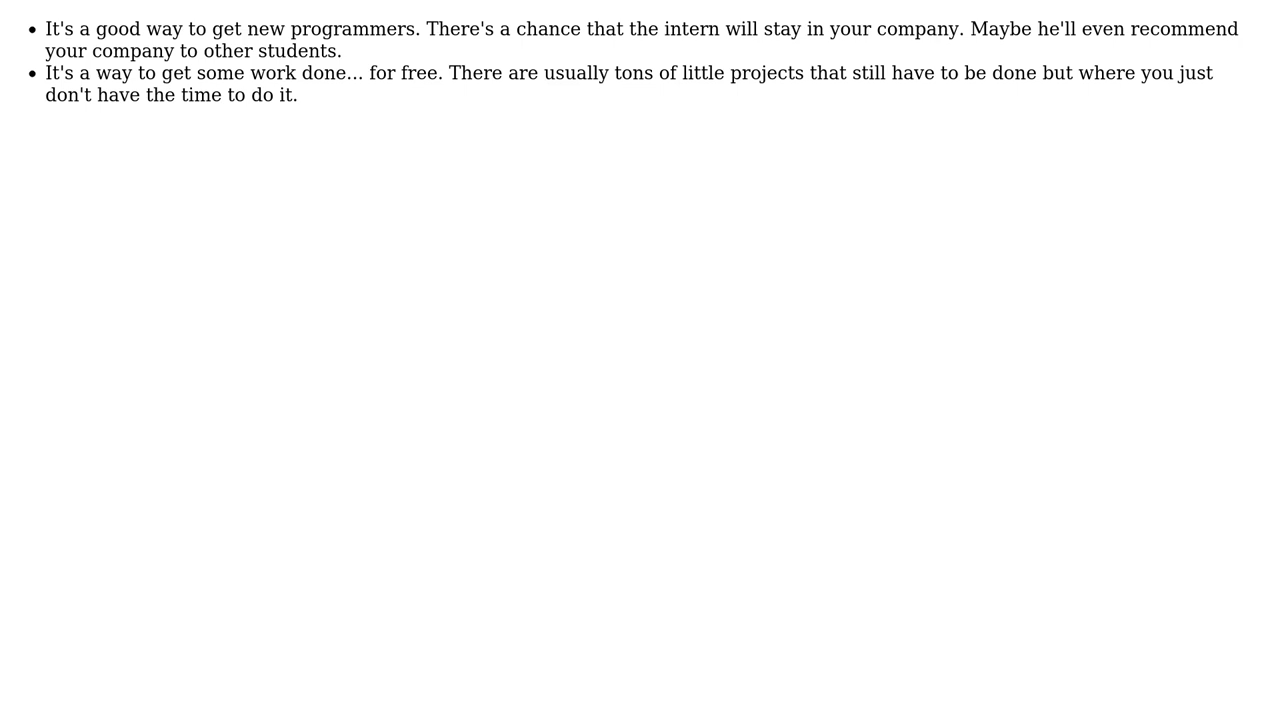 • It's a good way to get new programmers. There's a chance that the intern will stay in your company. Maybe he'll even recommend
your company to other students.
• It's a way to get some work done... for free. There are usually tons of little projects that still have to be done but where you just
don't have the time to do it.